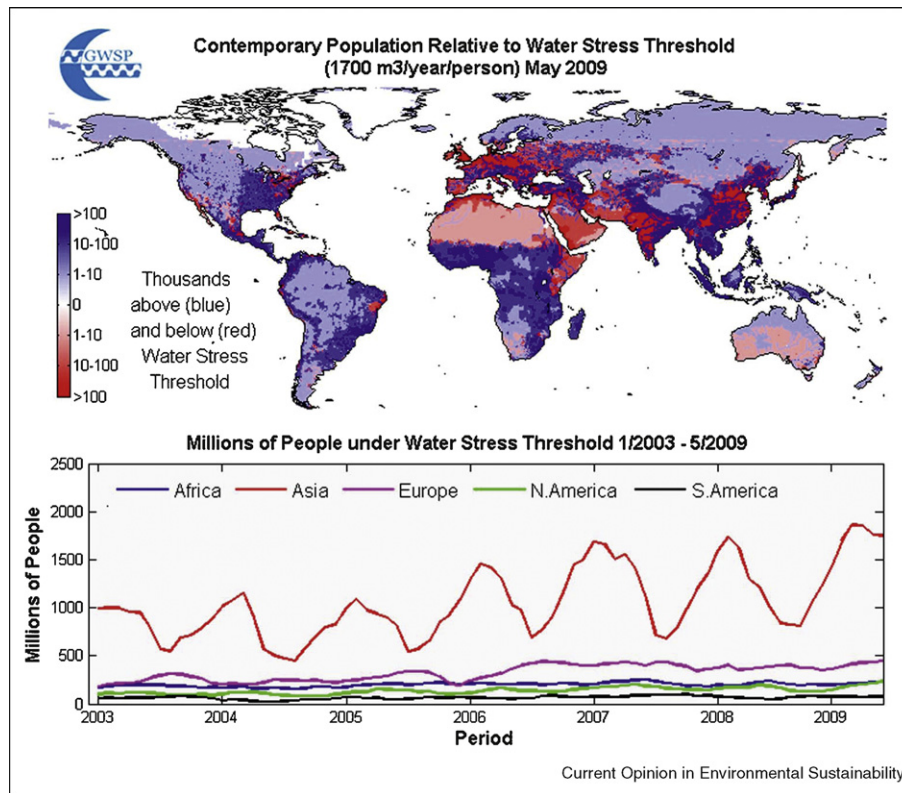 GWSP
Contemporary Population Relative to Water Stress Threshold
(1700 m3/year/person) May 2009
>100
10-100
1-10
0
1-10
10-100
>100
Thousands
above (blue)
and below (red)
Water Stress
Threshold
Millions of People under Water Stress Threshold 1/2003 - 5/2009
Millions of People
2500
2000
1500
1000
500
0
Africa Asia Europe N.America S.America
2003 2004 2005 2006 2007 2008 2009
Period
Current Opinion in Environmental Sustainability